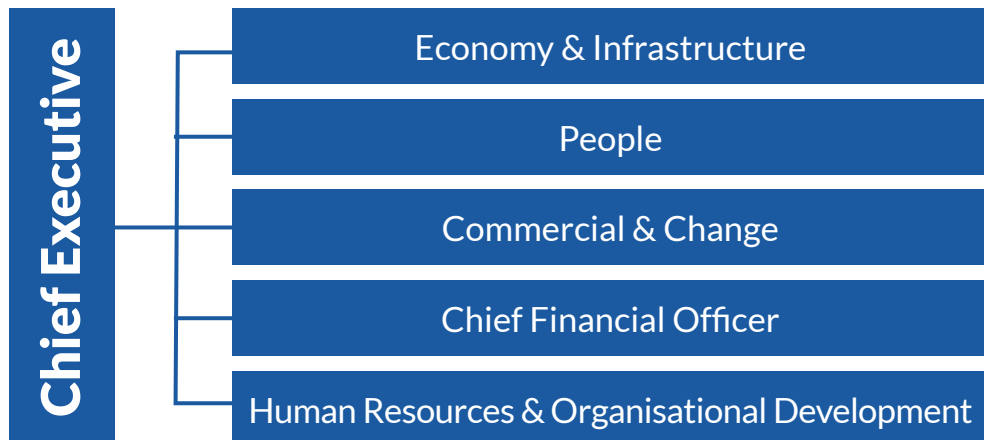 Chief Executive
Economy & Infrastructure
People
Commercial & Change
Chief Financial Officer
Human Resources & Organisational Development